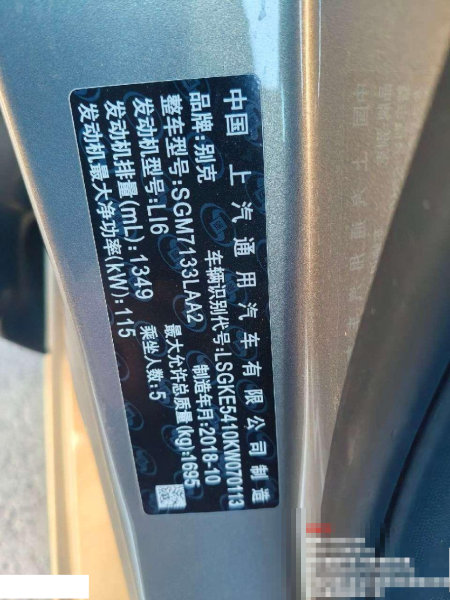 中国 上汽通用汽车有限公司制造
品牌:别克 车辆识别代号:LSGKE5410KW070113
整车型号:SGM7133LAA2 制造年月:2018-10
发动机型号:LI6 最大允许总质量(kg):1695
发动机排量(mL):1349 乘坐人数:5
发动机最大净功率(kW):115